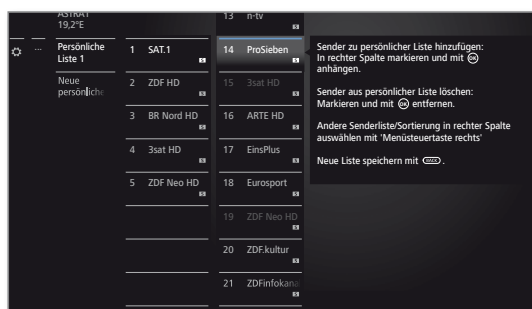 ASTRA1
19,2°E
Persönliche
Liste 1
Neue
persönliche
1 SAT.1
2 ZDF HD
3 BR Nord HD
4 3sat HD
5 ZDF Neo HD
13 n-tv
14 ProSieben
15 3sat HD
16 ARTE HD
17 EinsPlus
18 Eurosport
19 ZDF Neo HD
20 ZDF.kultur
21 ZDFinfokana
Sender zu persönlicher Liste hinzufügen:
In rechter Spalte markieren und mit OK
anhängen.
Sender aus persönlicher Liste löschen:
Markieren und mit OK entfernen.
Andere Senderliste/Sortierung in rechter Spalte
auswählen mit 'Menüsteuertaste rechts'
Neue Liste speichern mit BACK .